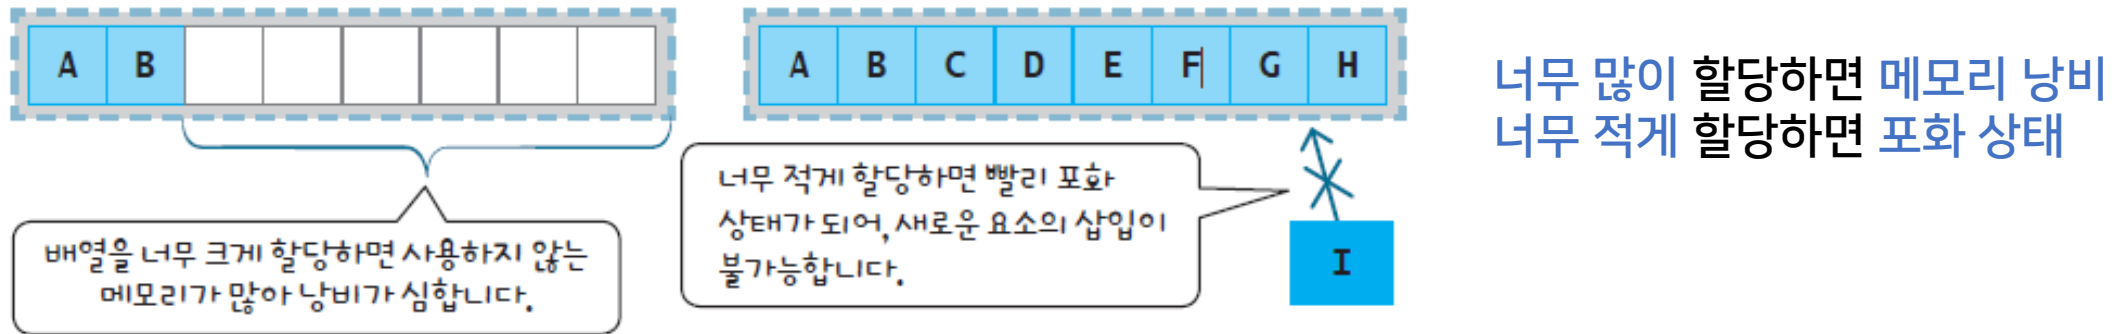 A B
배열을 너무 크게 할당하면 사용하지 않는
메모리가 많아 낭비가 심합니다.
A B C D E F G H
너무 적게 할당하면 빨리 포화
상태가 되어, 새로운 요소의 삽입이
불가능합니다.
I
너무 많이 할당하면 메모리 낭비
너무 적게 할당하면 포화 상태